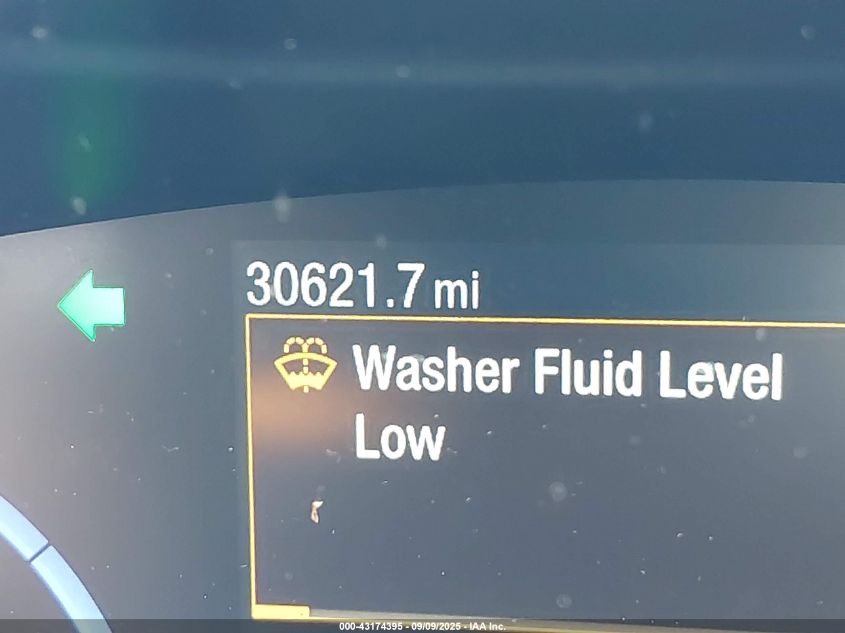 30621.7 mi
Washer Fluid Level
Low
000-43174395 - 09/09/2025 - IAA Inc.